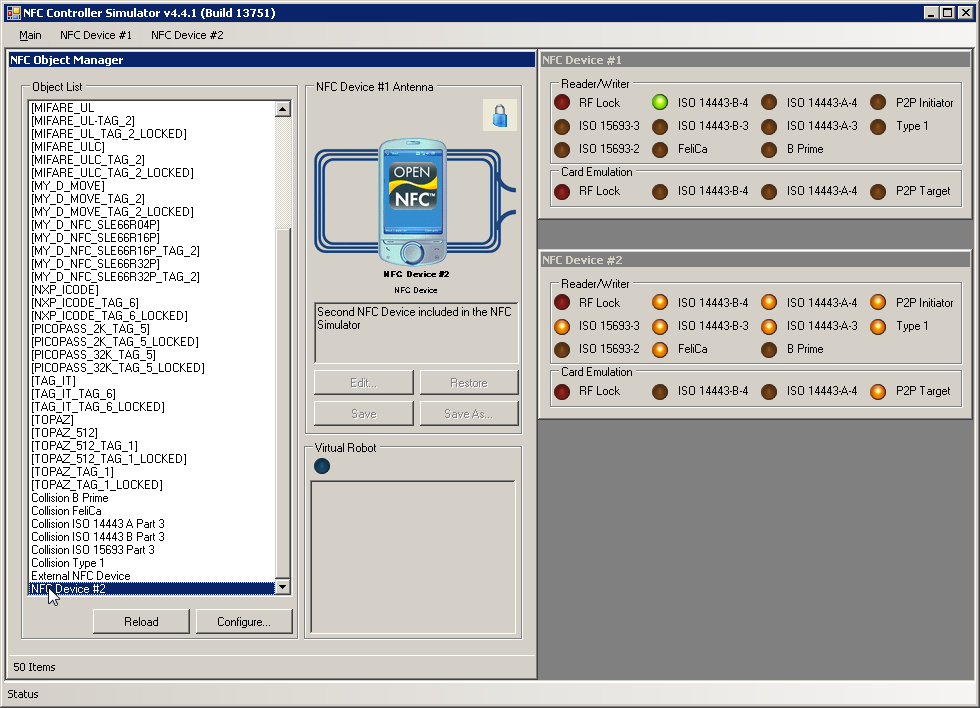 NFC Controller Simulator v4.4.1 (Build 13751)
Main NFC Device #1 NFC Device #2
NFC Object Manager
Object List
[MIFARE_UL
[MIFARE_UL-TAG_2]
[MIFARE_UL_TAG_2_LOCKED]
[MIFARE_ULC]
[MIFARE_ULC_TAG_2]
[MIFARE_ULC_TAG_2_LOCKED]
[MY_D_MOVE]
[MY_D_MOVE_TAG_2]
[MY_D_MOVE_TAG_2_LOCKED]
[MY_D_NFC_SLE66R04P]
[MY_D_NFC_SLE66R16P]
[MY_D_NFC_SLE66R16P_TAG_2]
[MY_D_NFC_SLE66R32P]
[MY_D_NFC_SLE66R32P_TAG_2]
[NXP_ICODE]
[NXP_ICODE_TAG_6]
[NXP_ICODE_TAG_6_LOCKED]
[PICOPASS_2K_TAG_5]
[PICOPASS_2K_TAG_5_LOCKED]
[PICOPASS_32K_TAG_5]
[PICOPASS_32K_TAG_5_LOCKED]
[TAG_IT]
[TAG_IT_TAG_6]
[TAG_IT_TAG_6_LOCKED]
[TOPAZ]
[TOPAZ_512]
[TOPAZ_512_TAG_1]
[TOPAZ_512_TAG_1_LOCKED]
[TOPAZ_TAG_1]
[TOPAZ_TAG_1_LOCKED]
Collision B Prime
Collision FeliCa
Collision ISO 14443 A Part 3
Collision ISO 14443 B Part 3
Collision ISO 15693 Part 3
Collision Type 1
External NFC Device
NFC Device #2
Reload Configure...
50 Items
Status
NFC Device #1 Antenna
OPEN
NFC™
NFC Device #2
NFC Device
Second NFC Device included in the NFC
Simulator
Edit... Restore
Save Save As...
Virtual Robot
NFC Device #1
Reader/Writer
RF Lock ISO 14443-B-4 ISO 14443-A-4 P2P Initiator
ISO 15693-3 ISO 14443-B-3 ISO 14443-A-3 Type 1
ISO 15693-2 FeliCa B Prime
Card Emulation
RF Lock ISO 14443-B-4 ISO 14443-A-4 P2P Target
NFC Device #2
Reader/Writer
RF Lock ISO 14443-B-4 ISO 14443-A-4 P2P Initiator
ISO 15693-3 ISO 14443-B-3 ISO 14443-A-3 Type 1
ISO 15693-2 FeliCa B Prime
Card Emulation
RF Lock ISO 14443-B-4 ISO 14443-A-4 P2P Target